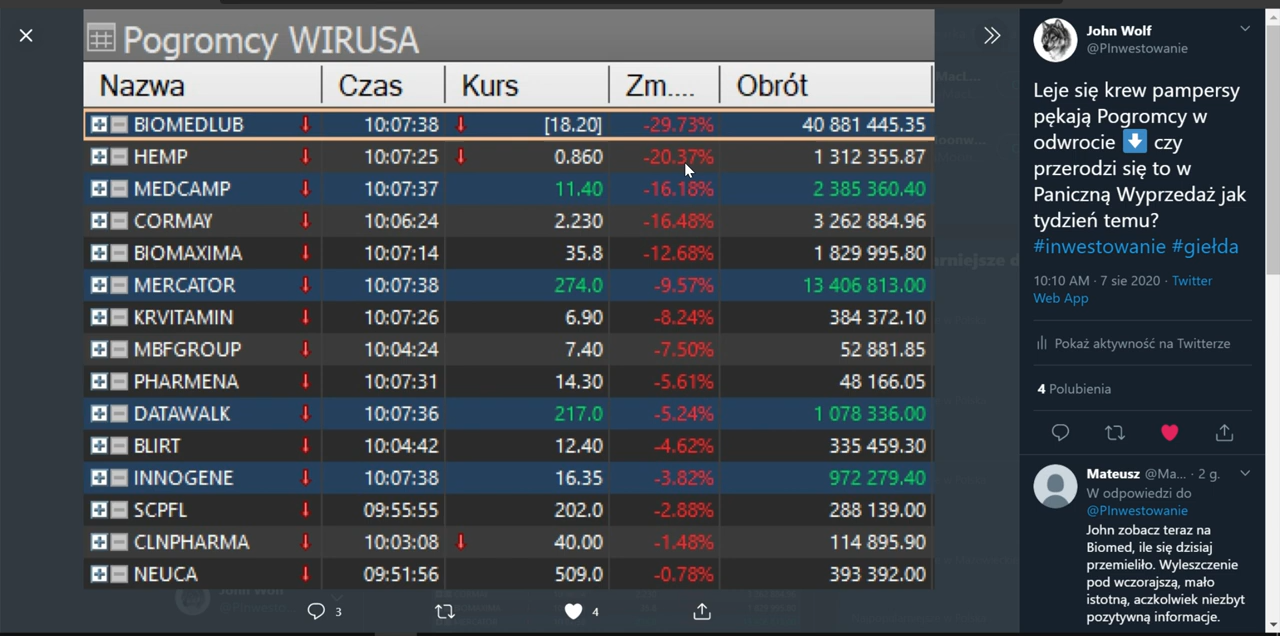 Pogromcy WIRUSA
Nazwa Czas Kurs Zm.... Obrót
BIOMEDLUB 10:07:38 [18.20] -29.73% 40 881 445.35
HEMP 10:07:25 0.860 -20.37% 1 312 355.87
MEDCAMP 10:07:37 11.40 -16.18% 2 385 360.40
CORMAY 10:06:24 2.230 -16.48% 3 262 884.96
BIOMAXIMA 10:07:14 35.8 -12.68% 1 829 995.80
MERCATOR 10:07:38 274.0 -9.57% 13 406 813.00
KRVITAMIN 10:07:26 6.90 -8.24% 384 372.10
MBFGROUP 10:04:24 7.40 -7.50% 52 881.85
PHARMENA 10:07:31 14.30 -5.61% 48 166.05
DATAWALK 10:07:36 217.0 -5.24% 1 078 336.00
BLIRT 10:04:42 12.40 -4.62% 335 459.30
INNOGENE 10:07:38 16.35 -3.82% 972 279.40
SCPFL 09:55:55 202.0 -2.88% 288 139.00
CLNPHARMA 10:03:08 40.00 -1.48% 114 895.90
NEUCA 09:51:56 509.0 -0.78% 393 392.00
3 4
John Wolf
@PInwestowanie
Leje się krew pampersy
pękają Pogromcy w
odwrocie ⬇ czy
przerodzi się to w
Paniczną Wyprzedaż jak
tydzień temu?
#inwestowanie #giełda
10:10 AM · 7 sie 2020 · Twitter
Web App
Pokaż aktywność na Twitterze
4 Polubienia
Mateusz @Ma... · 2 g.
W odpowiedzi do
@PInwestowanie
John zobacz teraz na
Biomed, ile się dzisiaj
przemieliło. Wyleszczenie
pod wczorajszą, mało
istotną, aczkolwiek niezbyt
pozytywną informacje.